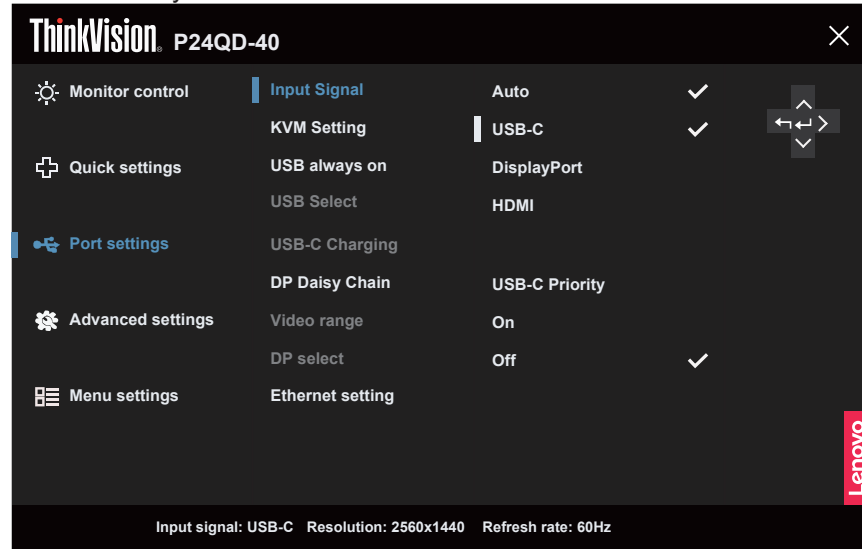 ThinkVision® P24QD-40
Monitor control
Quick settings
Port settings
Advanced settings
Menu settings
Input Signal
KVM Setting
USB always on
USB Select
USB-C Charging
DP Daisy Chain
Video range
DP select
Ethernet setting
Auto
USB-C
DisplayPort
HDMI
USB-C Priority
On
Off
Lenovo
Input signal: USB-C Resolution: 2560x1440 Refresh rate: 60Hz